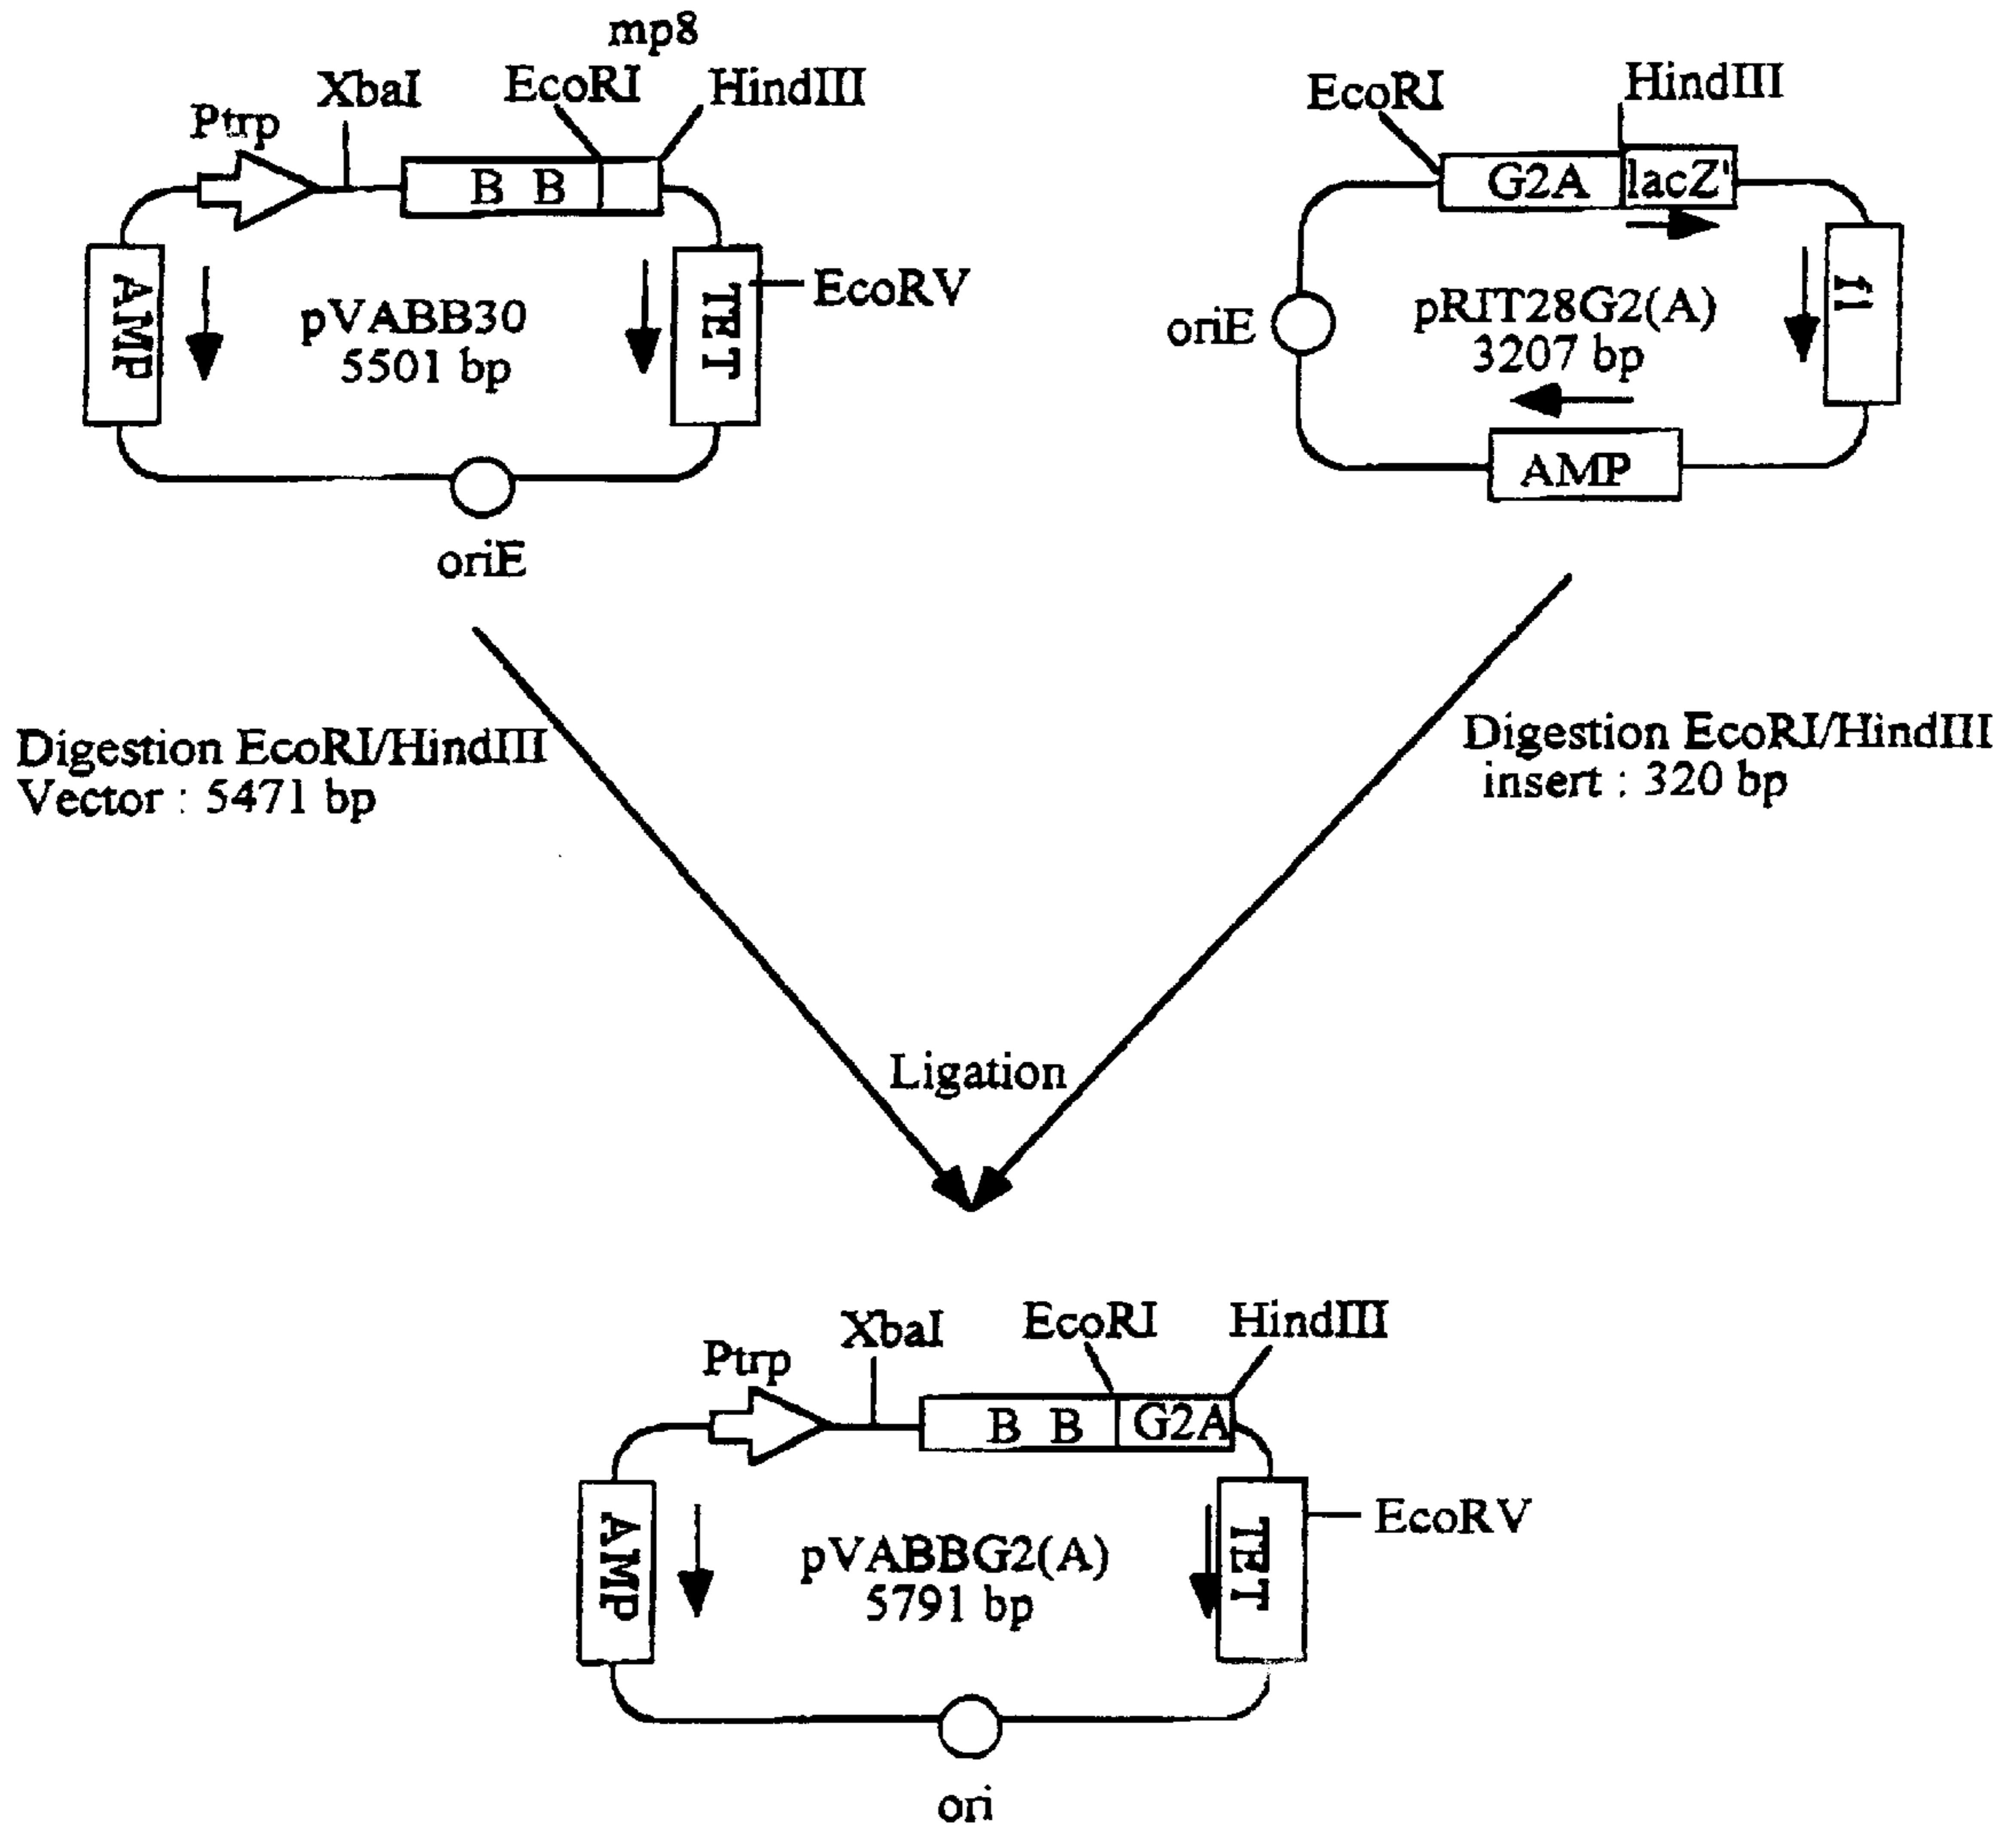 mp8
XbaI
EcoRI
HindIII
Ptrp
B B
AMP
pVABB30
5501 bp
TET
EcoRV
oriE
EcoRI
HindIII
G2A
lacZ'
oriE
pRIT28G2(A)
3207 bp
f1
AMP
Digestion EcoRI/HindIII
Vector : 5471 bp
Digestion EcoRI/HindIII
insert : 320 bp
Ligation
Ptrp
XbaI
EcoRI
HindIII
B B
G2A
AMP
pVABBG2(A)
5791 bp
TET
EcoRV
ori